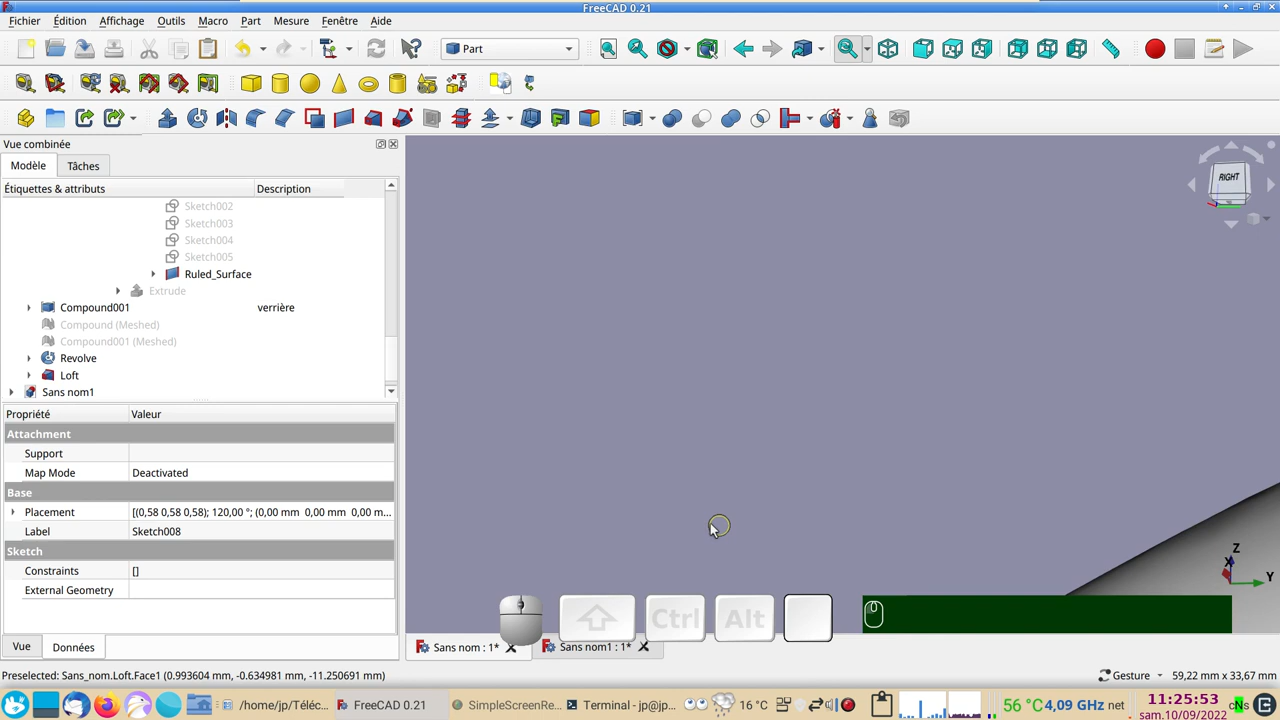 FreeCAD 0.21
Fichier Édition Affichage Outils Macro Part Mesure Fenêtre Aide
Part
Vue combinée
Modèle Tâches
Étiquettes & attributs Description
Sketch002
Sketch003
Sketch004
Sketch005
Ruled_Surface
Extrude
Compound001 verrière
Compound (Meshed)
Compound001 (Meshed)
Revolve
Loft
Sans nom1
Propriété Valeur
Attachment
Support
Map Mode Deactivated
Base
Placement [(0,58 0,58 0,58); 120,00 °; (0,00 mm 0,00 mm 0,00 m...
Label Sketch008
Sketch
Constraints []
External Geometry
Vue Données
RIGHT
Z
X
Y
Ctrl Alt
Sans nom : 1* Sans nom1 : 1*
Preselected: Sans_nom.Loft.Face1 (0.993604 mm, -0.634981 mm, -11.250691 mm) Gesture 59,22 mm x 33,67 mm
/home/jp/Téléc... FreeCAD 0.21 SimpleScreenRe... Terminal - jp@jp... 16 °C 56 °C 4,09 GHz net 11:25:53 cNs
sam.10/09/2022